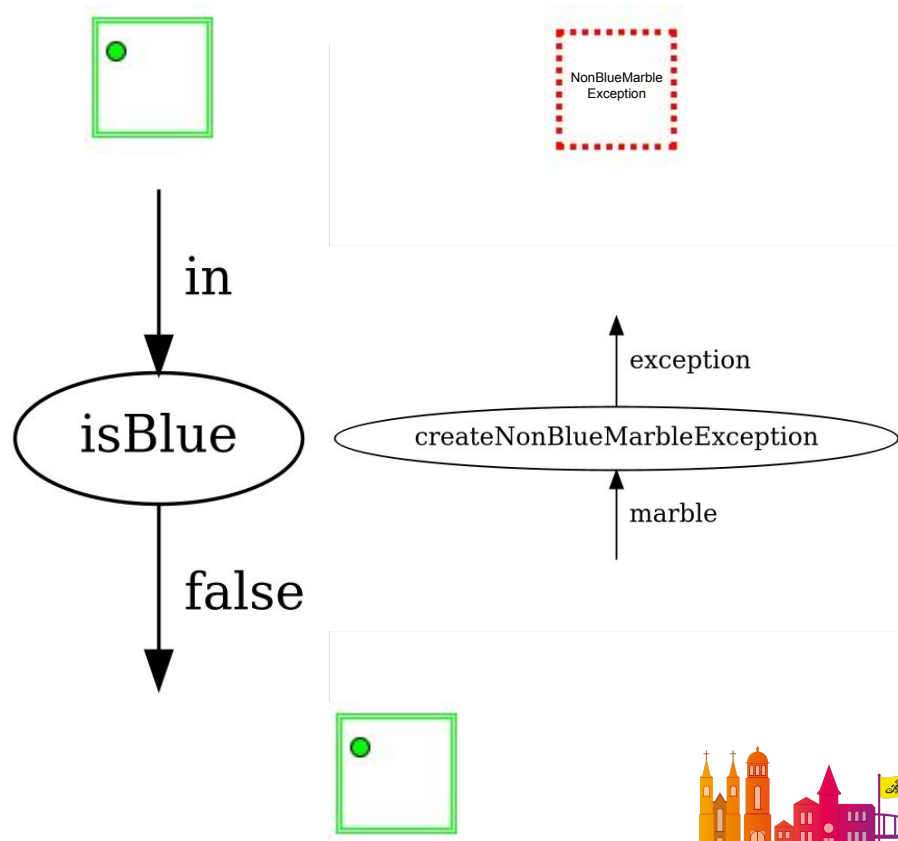 NonBlueMarble
Exception
in
isBlue
false
exception
createNonBlueMarbleException
marble